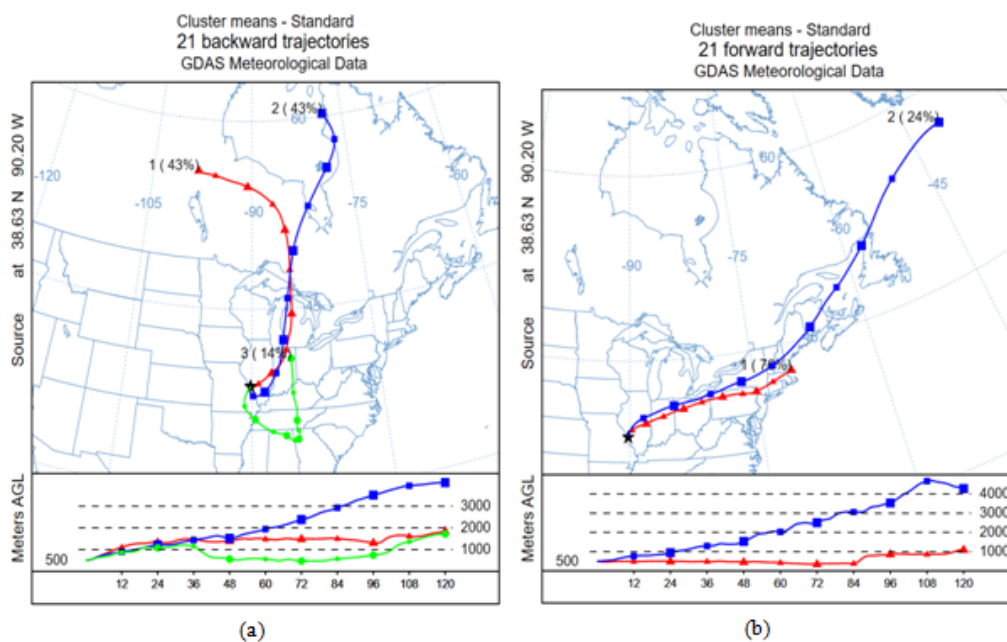 Cluster means - Standard
21 backward trajectories
GDAS Meteorological Data
Source at 38.63 N 90.20 W
2 ( 43%)
60
1 ( 43%)
-120
-105
-90
-75
-60
3 ( 14%)
Meters AGL
3000
2000
1000
500
12 24 36 48 60 72 84 96 108 120
(a)
Cluster means - Standard
21 forward trajectories
GDAS Meteorological Data
Source at 38.63 N 90.20 W
2 ( 24%)
60
-45
-60
-75
-90
Meters AGL
4000
3000
2000
1000
500
12 24 36 48 60 72 84 96 108 120
(b)